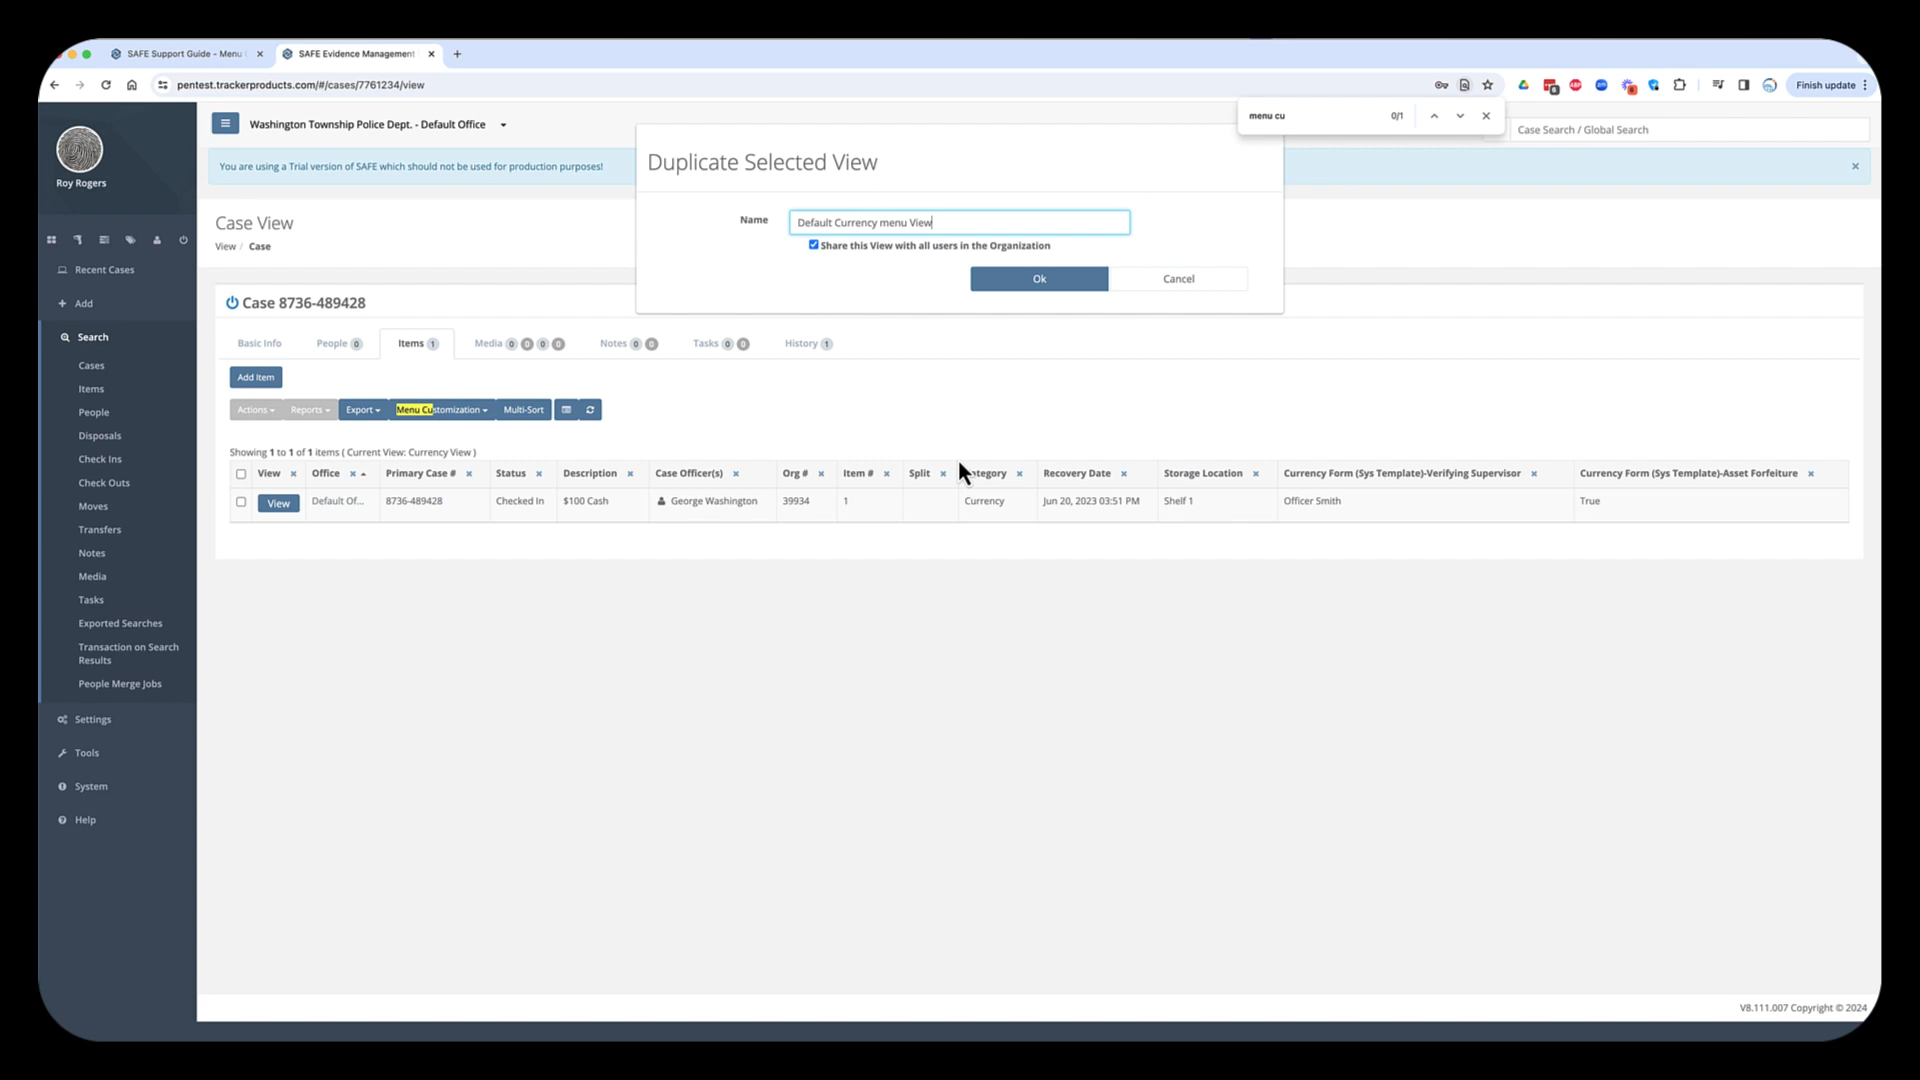 SAFE Support Guide - Menu
SAFE Evidence Management
pentest.trackerproducts.com/#/cases/7761234/view
Finish update
menu cu 0/1
Roy Rogers
Washington Township Police Dept. - Default Office
Case Search / Global Search
You are using a Trial version of SAFE which should not be used for production purposes!
Duplicate Selected View
Name Default Currency menu View
Share this View with all users in the Organization
Ok Cancel
Case View
View / Case
Recent Cases
Add
Search
Cases
Items
People
Disposals
Check Ins
Check Outs
Moves
Transfers
Notes
Media
Tasks
Exported Searches
Transaction on Search
Results
People Merge Jobs
Settings
Tools
System
Help
Case 8736-489428
Basic Info People 0 Items 1 Media 0 0 0 0 Notes 0 0 Tasks 0 0 History 1
Add Item
Actions Reports Export Menu Customization Multi-Sort
Showing 1 to 1 of 1 items ( Current View: Currency View )
View Office Primary Case # Status Description Case Officer(s) Org # Item # Split tegory Recovery Date Storage Location Currency Form (Sys Template)-Verifying Supervisor Currency Form (Sys Template)-Asset Forfeiture
View Default Of... 8736-489428 Checked In $100 Cash George Washington 39934 1 Currency Jun 20, 2023 03:51 PM Shelf 1 Officer Smith True
V8.111.007 Copyright © 2024